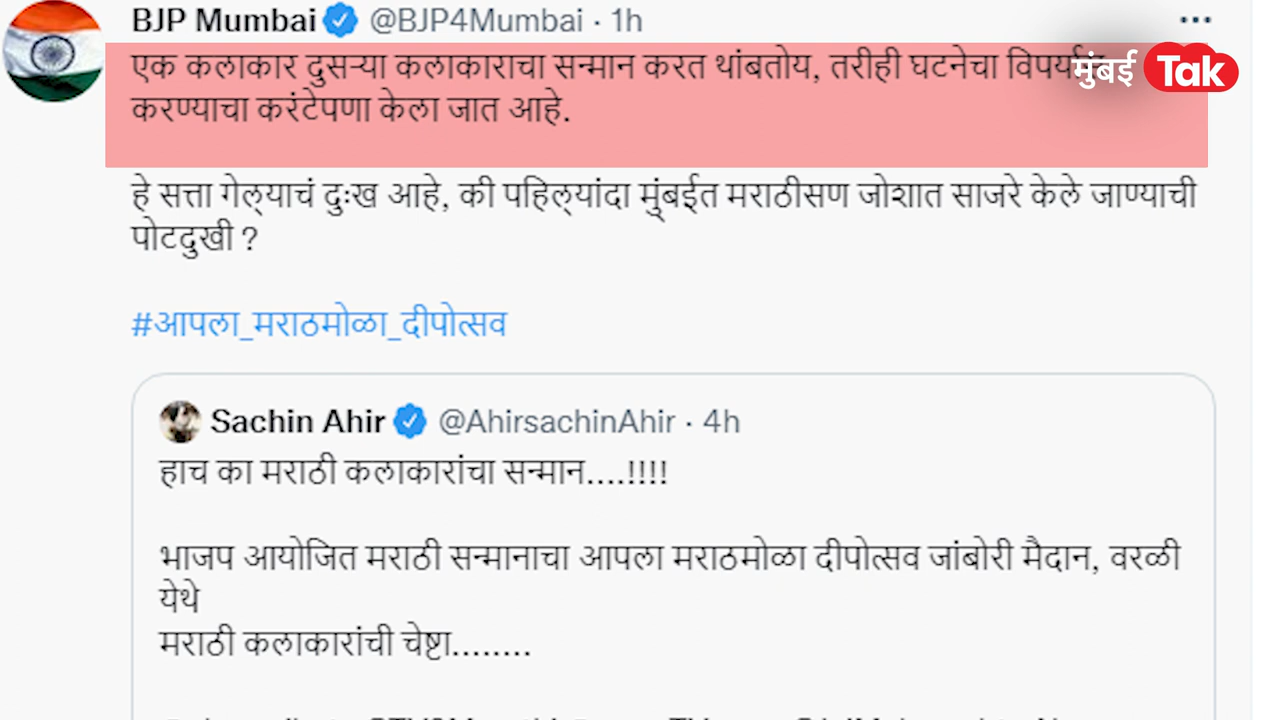 BJP Mumbai @BJP4Mumbai · 1h
एक कलाकार दुसऱ्या कलाकाराचा सन्मान करत थांबतोय, तरीही घटनेचा
मुंबई Tak
करण्याचा करंटेपणा केला जात आहे.
हे सत्ता गेल्याचं दुःख आहे, की पहिल्यांदा मुंबईत मराठीसण जोशात साजरे केले जाण्याची
पोटदुखी ?
#आपला_मराठमोळा_दीपोत्सव
Sachin Ahir @AhirsachinAhir · 4h
हाच का मराठी कलाकारांचा सन्मान....!!!!
भाजप आयोजित मराठी सन्मानाचा आपला मराठमोळा दीपोत्सव जांबोरी मैदान, वरळी
येथे
मराठी कलाकारांची चेष्टा........